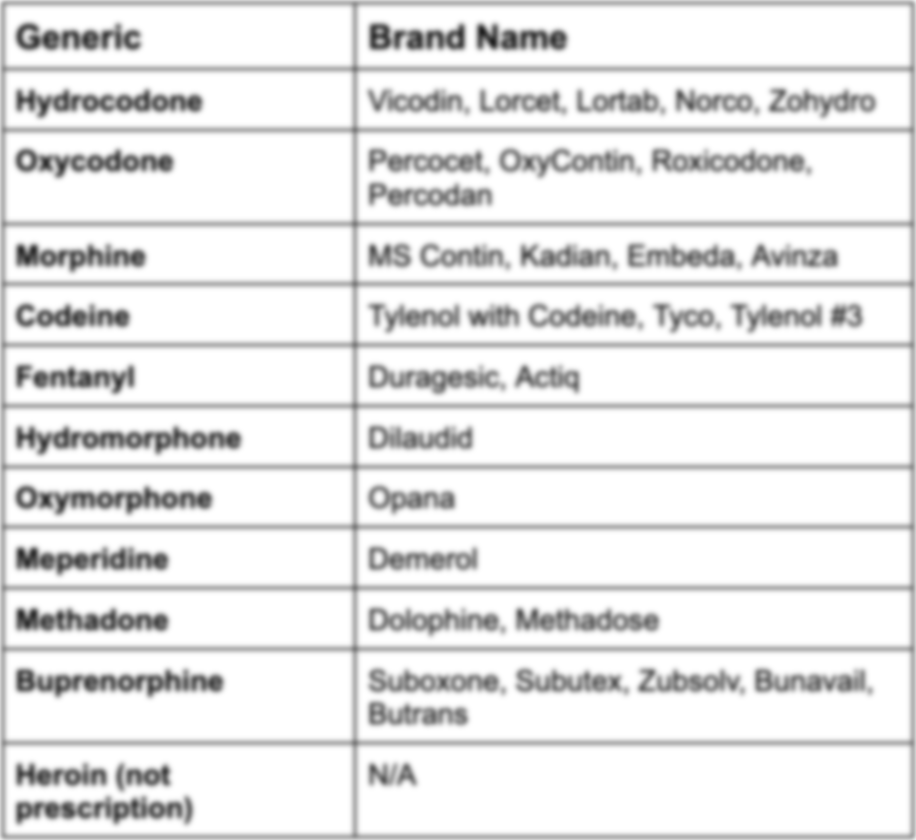 Generic Brand Name
Hydrocodone Vicodin, Lorcet, Lortab, Norco, Zohydro
Oxycodone Percocet, OxyContin, Roxicodone,
Percodan
Morphine MS Contin, Kadian, Embeda, Avinza
Codeine Tylenol with Codeine, Tyco, Tylenol #3
Fentanyl Duragesic, Actiq
Hydromorphone Dilaudid
Oxymorphone Opana
Meperidine Demerol
Methadone Dolophine, Methadose
Buprenorphine Suboxone, Subutex, Zubsolv, Bunavail,
Butrans
Heroin (not N/A
prescription)